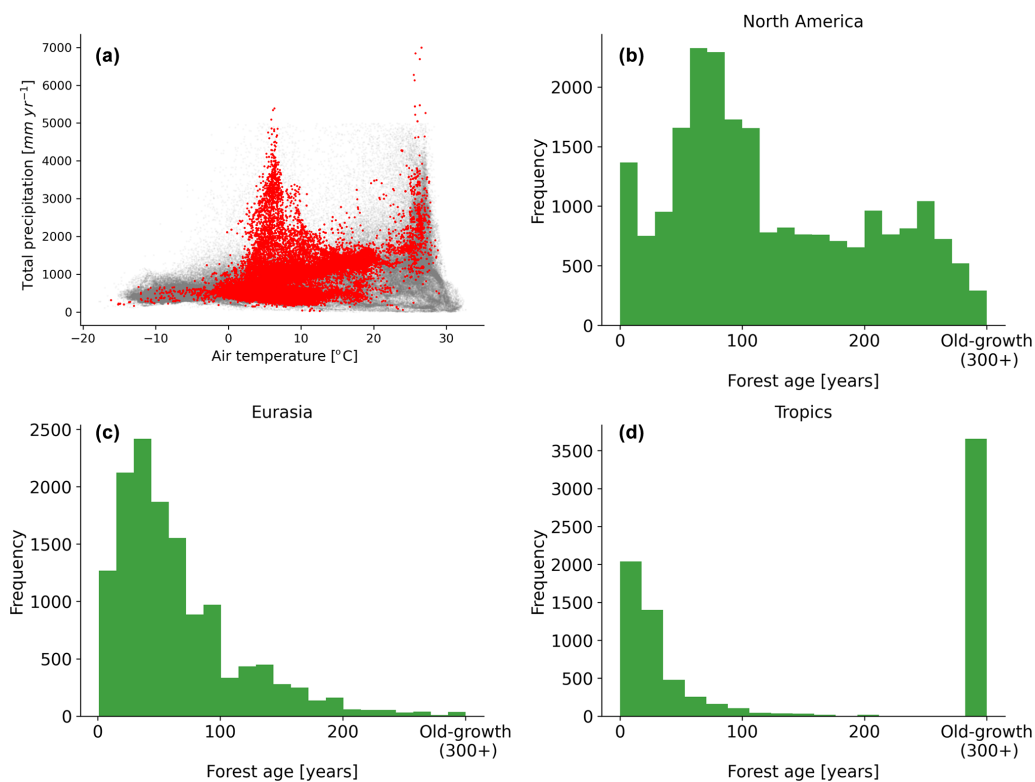 (a)
Total precipitation [mm yr⁻¹]
7000
6000
5000
4000
3000
2000
1000
0
−20
−10
0
10
20
30
Air temperature [°C]
North America
(b)
Frequency
2000
1500
1000
500
0
0
100
200
Old-growth
(300+)
Forest age [years]
Eurasia
(c)
Frequency
2500
2000
1500
1000
500
0
0
100
200
Old-growth
(300+)
Forest age [years]
Tropics
(d)
Frequency
3500
3000
2500
2000
1500
1000
500
0
0
100
200
Old-growth
(300+)
Forest age [years]